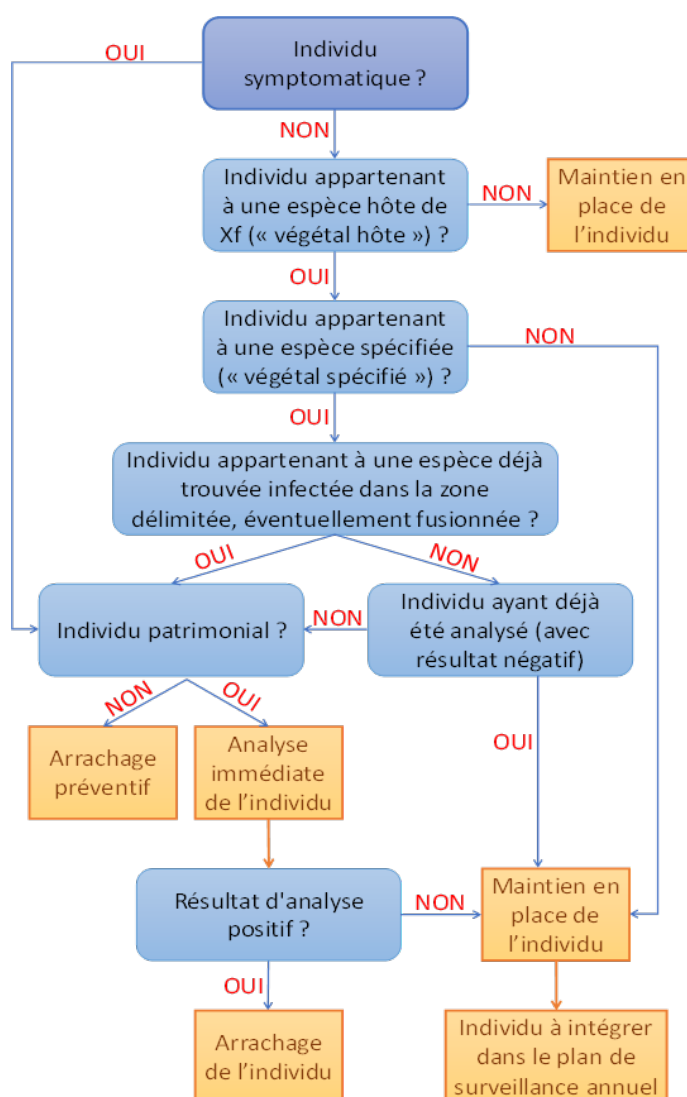 Individu
symptomatique ?
OUI
NON
Individu appartenant
à une espèce hôte de
Xf (« végétal hôte ») ?
NON
Maintien en
place de
l’individu
OUI
Individu appartenant
à une espèce spécifiée
(« végétal spécifié ») ?
NON
OUI
Individu appartenant à une espèce déjà
trouvée infectée dans la zone
délimitée, éventuellement fusionnée ?
OUI
NON
Individu patrimonial ?
NON
Individu ayant déjà
été analysé (avec
résultat négatif)
NON
OUI
OUI
Arrachage
préventif
Analyse
immédiate
de l’individu
Résultat d'analyse
positif ?
NON
Maintien en
place de
l’individu
OUI
Arrachage
de l’individu
Individu à intégrer
dans le plan de
surveillance annuel